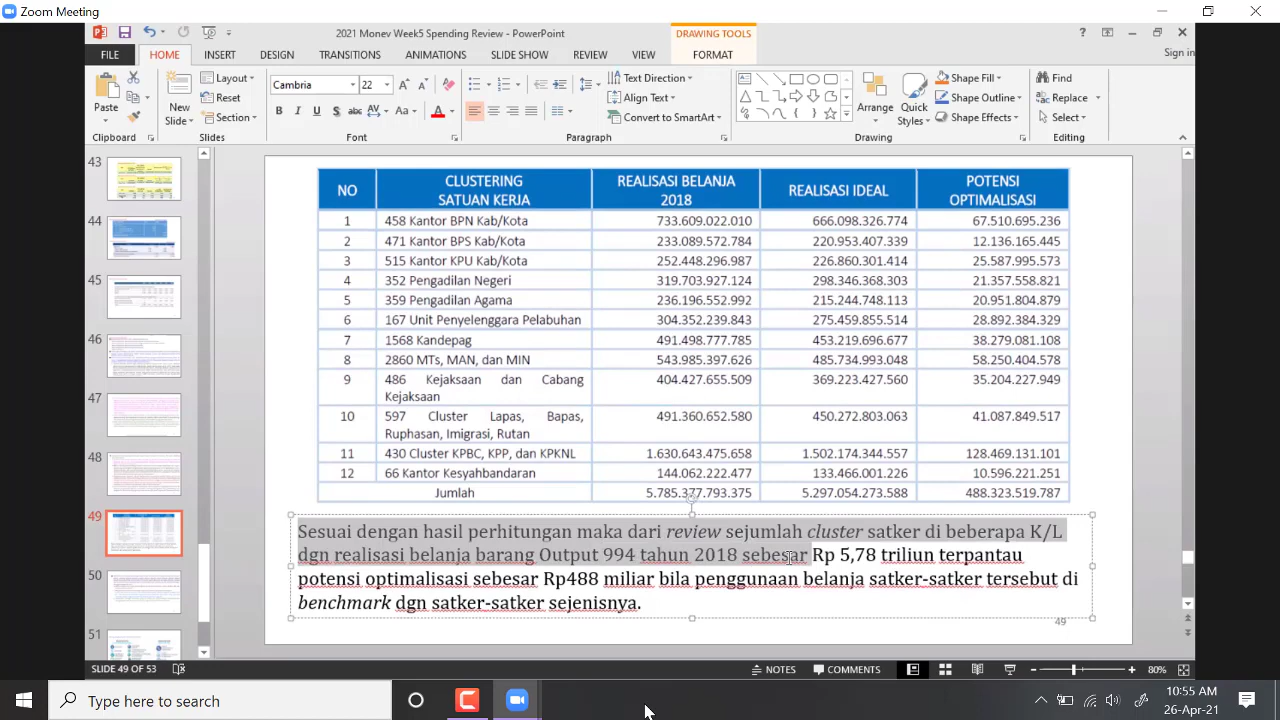 Zoom Meeting
2021 Monev Week5 Spending Review - PowerPoint
DRAWING TOOLS
Sign in
FILE HOME INSERT DESIGN TRANSITIONS ANIMATIONS SLIDE SHOW REVIEW VIEW FORMAT
Paste
New Slide
Layout
Reset
Section
Cambria 22
B I U S abc AV Aa A
Text Direction
Align Text
Convert to SmartArt
Arrange
Quick Styles
Shape Fill
Shape Outline
Shape Effects
Find
Replace
Select
Clipboard Slides Font Paragraph Drawing Editing
43
44
45
46
47
48
49
50
51
NO CLUSTERING SATUAN KERJA REALISASI BELANJA 2018 REALISASI IDEAL POTENSI OPTIMALISASI
1 458 Kantor BPN Kab/Kota 733.609.022.010 666.098.326.774 67.510.695.236
2 471 Kantor BPS Kab/Kota 233.089.572.784 220.953.407.339 12.136.165.445
3 515 Kantor KPU Kab/Kota 252.448.296.987 226.860.301.414 25.587.995.573
4 352 Pengadilan Negeri 319.703.927.124 298.346.368.303 21.357.558.821
5 359 Pengadilan Agama 236.196.552.992 215.244.748.113 20.951.804.879
6 167 Unit Penyelenggara Pelabuhan 304.352.239.843 275.459.855.514 28.892.384.329
7 1358 Kandepag 491.498.777.785 453.219.696.677 38.279.081.108
8 MTs, MAN, dan MIN 543.985.397.626 58.250.404.578
9 486 Kejaksaan dan Cabang
Kejaksaan 404.427.655.509 369.223.427.560 35.204.227.949
10 597 Cluster Lapas, Bapas,
Ruphasan, Imigrasi, Rutan 491.360.652.580 41.087.849.517
11 430 Cluster KPBC, KPP, dan KPKNL 1.630.643.475.658 1.502.174.344.557 128.469.131.101
12 96 Kantor Kesyahbandaran 144.062.222.477 133.466.001.226 10.596.221.251
Jumlah 5.785.377.793.375 5.297.054.273.588 488.323.519.787
Sesuai dengan hasil perhitungan maka dari review sejumlah satker di beberapa K/L
dgn realisasi belanja barang Output 994 tahun 2018 sebesar Rp 5,78 triliun terpantau
potensi optimalisasi sebesar Rp 488 miliar bila penggunaan belanja satker-satker tersebut di
benchmark dgn satker-satker sejenisnya.
49
SLIDE 49 OF 53
NOTES
COMMENTS
80%
Type here to search
10:55 AM
26-Apr-21